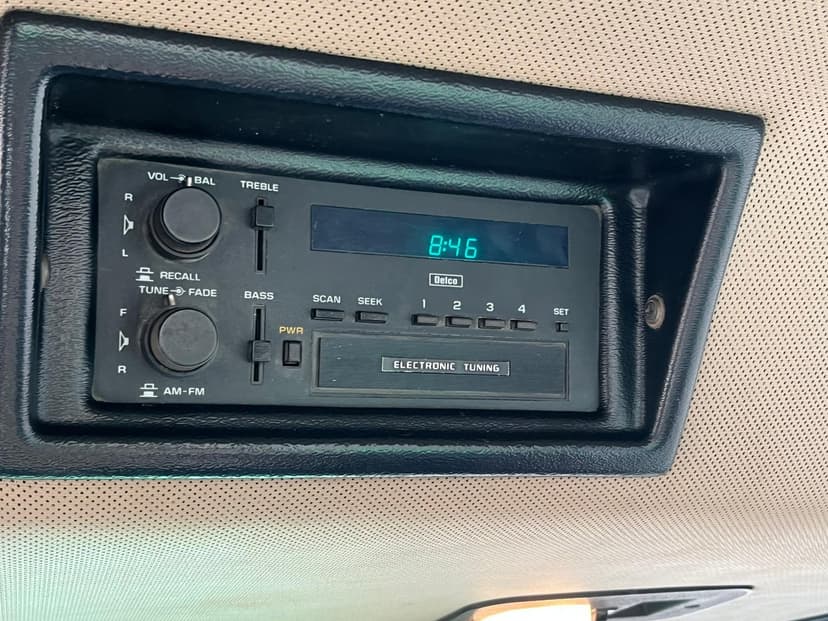 VOL BAL
TREBLE
R
L
8:46
Delco
RECALL
TUNE FADE
BASS
SCAN
SEEK
1 2 3 4
SET
F
PWR
R
ELECTRONIC TUNING
AM-FM